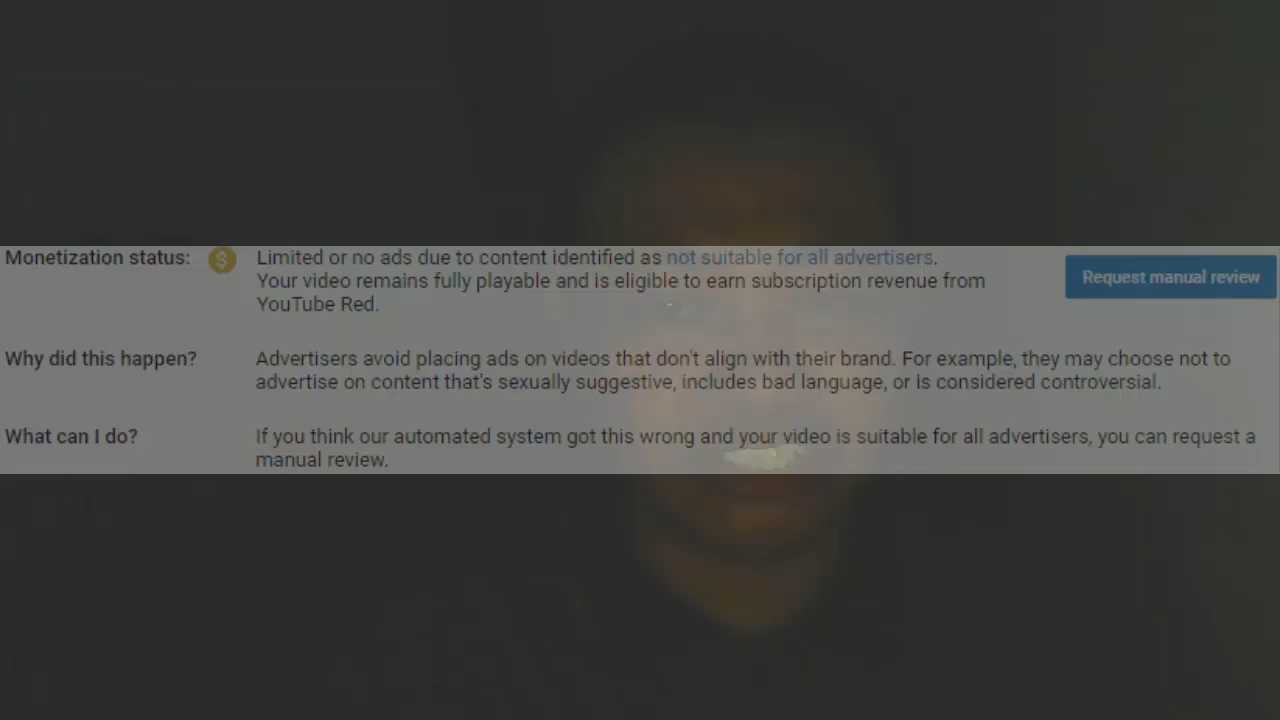 Monetization status: $ Limited or no ads due to content identified as not suitable for all advertisers.
Your video remains fully playable and is eligible to earn subscription revenue from
YouTube Red.
Request manual review
Why did this happen? Advertisers avoid placing ads on videos that don't align with their brand. For example, they may choose not to
advertise on content that's sexually suggestive, includes bad language, or is considered controversial.
What can I do? If you think our automated system got this wrong and your video is suitable for all advertisers, you can request a
manual review.